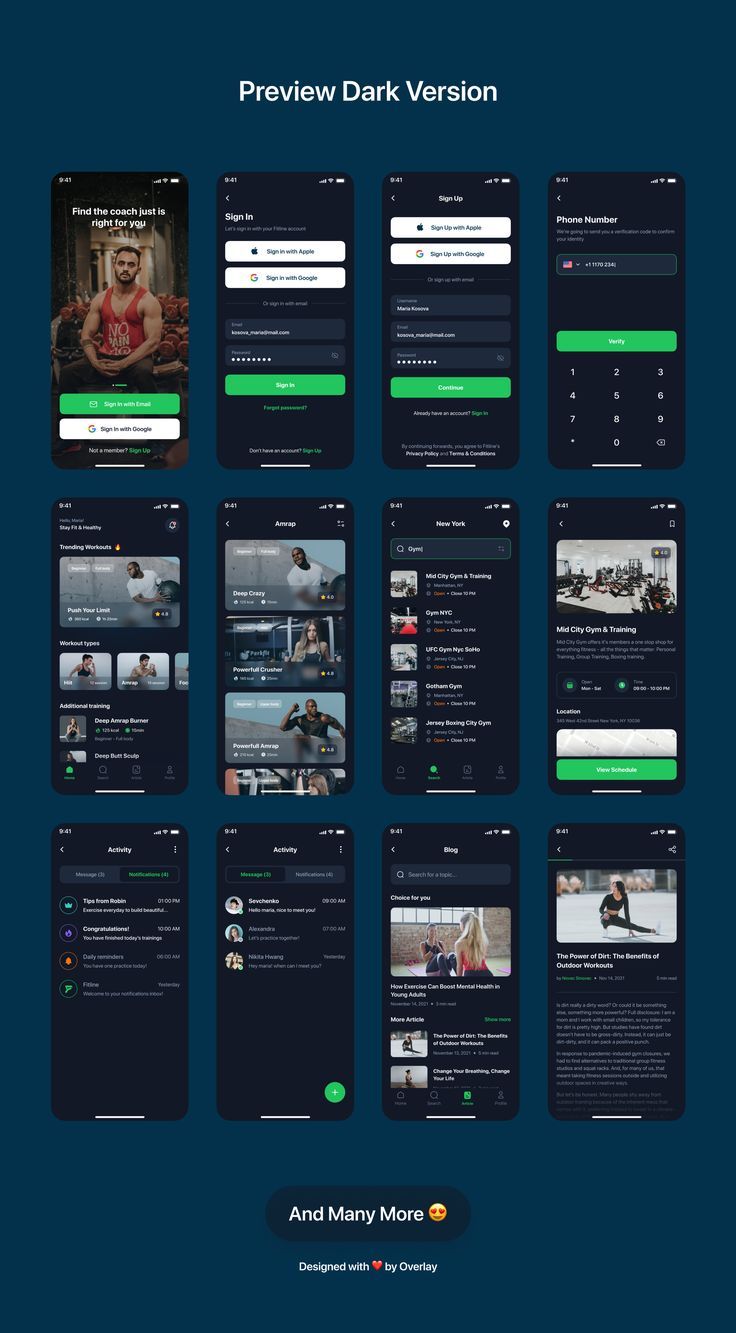 Preview Dark Version
9:41
Find the coach just is
right for you
NO
PAIN
Sign In with Email
Sign In with Google
Not a member? Sign Up
9:41
Sign In
Let's sign in with your Fitline account
Sign in with Apple
Sign in with Google
Or sign in with email
Email
kosova_maria@mail.com
Password
Sign In
Forgot password?
Don't have an account? Sign Up
9:41
Sign Up
Sign Up with Apple
Sign Up with Google
Or sign up with email
Username
Maria Kosova
Email
kosova_maria@mail.com
Password
Continue
Already have an account? Sign In
By continuing forwards, you agree to Fitline's
Privacy Policy and Terms & Conditions
9:41
Phone Number
We're going to send you a verification code to confirm
your identity
+1 1170 234|
Verify
1 2 3
4 5 6
7 8 9
* 0
9:41
Hello, Maria!
Stay Fit & Healthy
Trending Workouts 🔥
Beginner Full body
Push Your Limit
360 kcal 1h 25min
4.8
Workout types
Hiit 12 session
Amrap 15 session
Foc
Additional training
Deep Amrap Burner
125 kcal 15min
Beginner • Full body
Deep Butt Sculp
Home Search Article Profile
9:41
Amrap
Beginner Full body
Deep Crazy
125 kcal 15min
4.0
Beginner
Powerfull Crusher
165 kcal 25min
4.8
Beginner Upper body
Powerfull Amrap
210 kcal 25min
4.8
Beginner Upper body
9:41
New York
Gym|
Mid City Gym & Training
Manhattan, NY
Open • Close 10 PM
Gym NYC
New York, NY
Open • Close 10 PM
UFC Gym Nyc SoHo
Jersey City, NJ
Open • Close 10 PM
Gotham Gym
Manhattan, NY
Open • Close 10 PM
Jersey Boxing City Gym
Jersey City, NJ
Open • Close 10 PM
Home Search Article Profile
9:41
4.0
Mid City Gym & Training
Mid City Gym offers it's members a one stop shop for
everything fitness - all the things that matter: Personal
Training, Group Training, Boxing training.
Open
Mon - Sat
Time
09:00 - 10:00 PM
Location
345 West 42nd Street New York, NY 10036
View Schedule
9:41
Activity
Message (3) Notifications (4)
Tips from Robin 01:00 PM
Exercise everyday to build beautiful...
Congratulations! 10:00 AM
You have finished today's trainings
Daily reminders 06:00 AM
You have one practice today!
Fitline Yesterday
Welcome to your notifications inbox!
9:41
Activity
Message (3) Notifications (4)
Sevchenko 09:00 AM
Hello maria, nice to meet you!
Alexandra 07:00 AM
Let's practice together!
Nikita Hwang Yesterday
Hey maria! when can I meet you?
+
9:41
Blog
Search for a topic...
Choice for you
How Exercise Can Boost Mental Health in
Young Adults
November 14, 2021 • 3 min read
More Article Show more
The Power of Dirt: The Benefits
of Outdoor Workouts
November 13, 2021 • 5 min read
Change Your Breathing, Change
Your Life
Home Search Article Profile
9:41
The Power of Dirt: The Benefits of
Outdoor Workouts
by Novac Sinovac • Nov 14, 2021 5 min read
Is dirt really a dirty word? Or could it be something
else, something more powerful? Full disclosure: I am a
mom and I work with small children, so my tolerance
for dirt is pretty high. But studies have found dirt
doesn't have to be gross–dirty. Instead, it can just be
dirt–dirty, and it can pack a positive punch.
In response to pandemic-induced gym closures, we
had to find alternatives to traditional group fitness
studios and squat racks. And, for many of us, that
meant taking fitness sessions outside and utilizing
outdoor spaces in creative ways.
But let's be honest: Many people shy away from
outdoor training because of the inherent mess that
And Many More 😍
Designed with ❤️ by Overlay